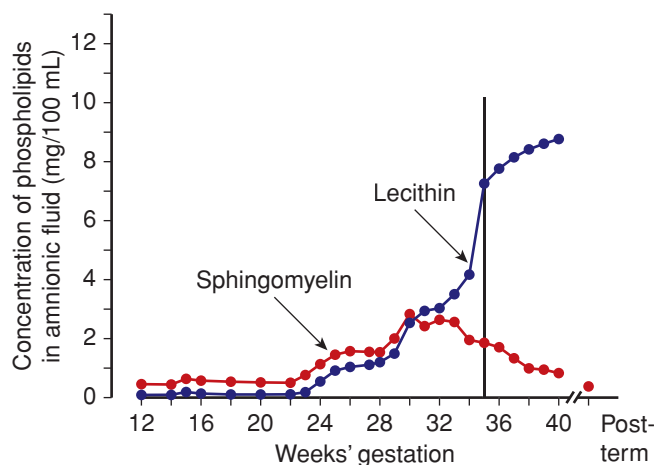 Concentration of phospholipids
in amnionic fluid (mg/100 mL)
12
10
8
6
4
2
0
Lecithin
Sphingomyelin
12 16 20 24 28 32 36 40 Post-
term
Weeks' gestation